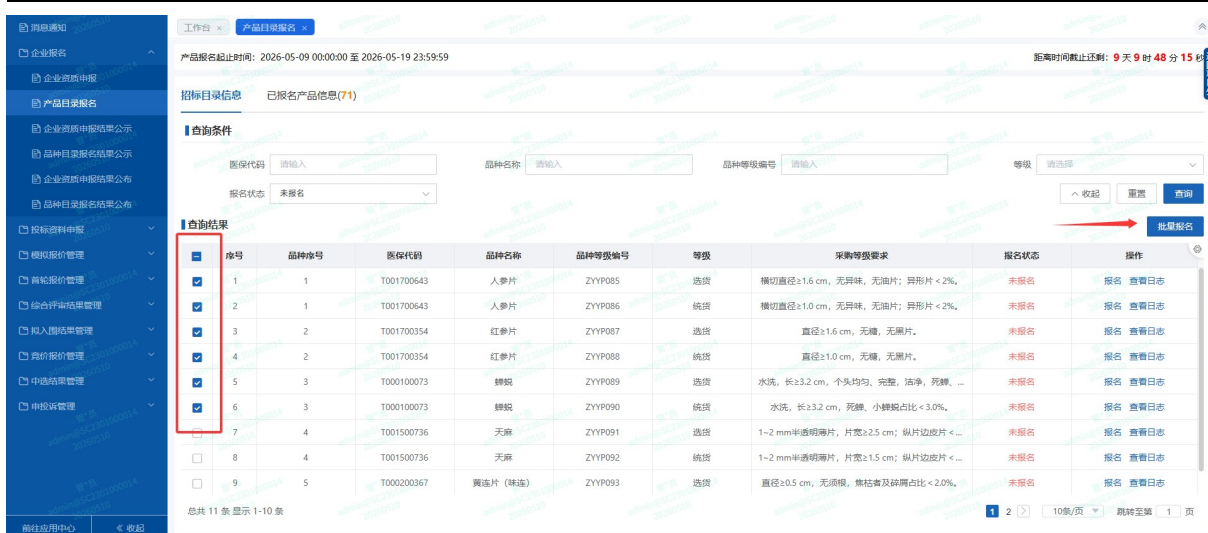 消息通知
企业报名
企业资质申报
产品目录报名
企业资质申报结果公示
品种目录报名结果公示
企业资质申报结果公布
品种目录报名结果公布
投标资料申报
模拟报价管理
首轮报价管理
综合评审结果管理
拟入围结果管理
竞价报价管理
中选结果管理
申投诉管理
前往应用中心 《 收起
工作台 × 产品目录报名 ×
产品报名起止时间：2026-05-09 00:00:00 至 2026-05-19 23:59:59 距离时间截止还剩：9 天 9 时 48 分 15 秒
招标目录信息 已报名产品信息(71)
查询条件
医保代码 请输入 品种名称 请输入 品种等级编号 请输入 等级 请选择
报名状态 未报名 收起 重置 查询
查询结果 批量报名
序号 品种序号 医保代码 品种名称 品种等级编号 等级 采购等级要求 报名状态 操作
1 1 T001700643 人参片 ZYYP085 选货 横切直径≥1.6 cm，无异味，无油片；异形片＜2%。 未报名 报名 查看日志
2 1 T001700643 人参片 ZYYP086 统货 横切直径≥1.0 cm，无异味，无油片；异形片＜2%。 未报名 报名 查看日志
3 2 T001700354 红参片 ZYYP087 选货 直径≥1.6 cm，无糖，无黑片。 未报名 报名 查看日志
4 2 T001700354 红参片 ZYYP088 统货 直径≥1.0 cm，无糖，无黑片。 未报名 报名 查看日志
5 3 T000100073 蝉蜕 ZYYP089 选货 水洗，长≥3.2 cm，个头均匀、完整，洁净，死蝉、... 未报名 报名 查看日志
6 3 T000100073 蝉蜕 ZYYP090 统货 水洗，长≥3.2 cm，死蝉、小蝉蜕占比＜3.0%。 未报名 报名 查看日志
7 4 T001500736 天麻 ZYYP091 选货 1~2 mm半透明薄片，片宽≥2.5 cm；纵片边皮片＜... 未报名 报名 查看日志
8 4 T001500736 天麻 ZYYP092 统货 1~2 mm半透明薄片，片宽≥1.5 cm；纵片边皮片＜... 未报名 报名 查看日志
9 5 T000200367 黄连片（味连） ZYYP093 选货 直径≥0.5 cm，无须根，焦枯者及碎屑占比＜2.0%。 未报名 报名 查看日志
总共 11 条 显示 1-10 条 1 2 10条/页 跳转至第 1 页